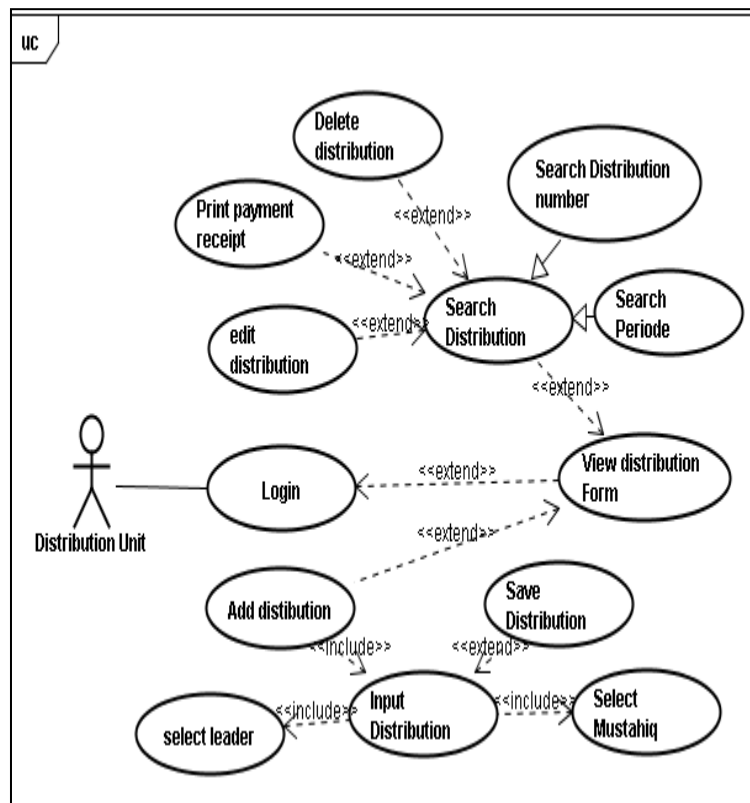 uc
Delete
distribution
Search Distribution
number
Print payment
receipt
<<extend>>
<<extend>>
Search
Distribution
Search
Periode
edit
distribution
<<extend>>
<<extend>>
Login
<<extend>>
View distribution
Form
Distribution Unit
<<extend>>
Add distibution
Save
Distribution
<<include>>
<<extend>>
select leader
<<include>>
Input
Distribution
<<include>>
Select
Mustahiq